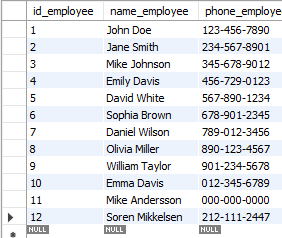 id_employee name_employee phone_employe
1 John Doe 123-456-7890
2 Jane Smith 234-567-8901
3 Mike Johnson 345-678-9012
4 Emily Davis 456-729-0123
5 David White 567-890-1234
6 Sophia Brown 678-901-2345
7 Daniel Wilson 789-012-3456
8 Olivia Miller 890-123-4567
9 William Taylor 901-234-5678
10 Emma Davis 012-345-6789
11 Mike Andersson 000-000-0000
12 Soren Mikkelsen 212-111-2447
NULL NULL NULL